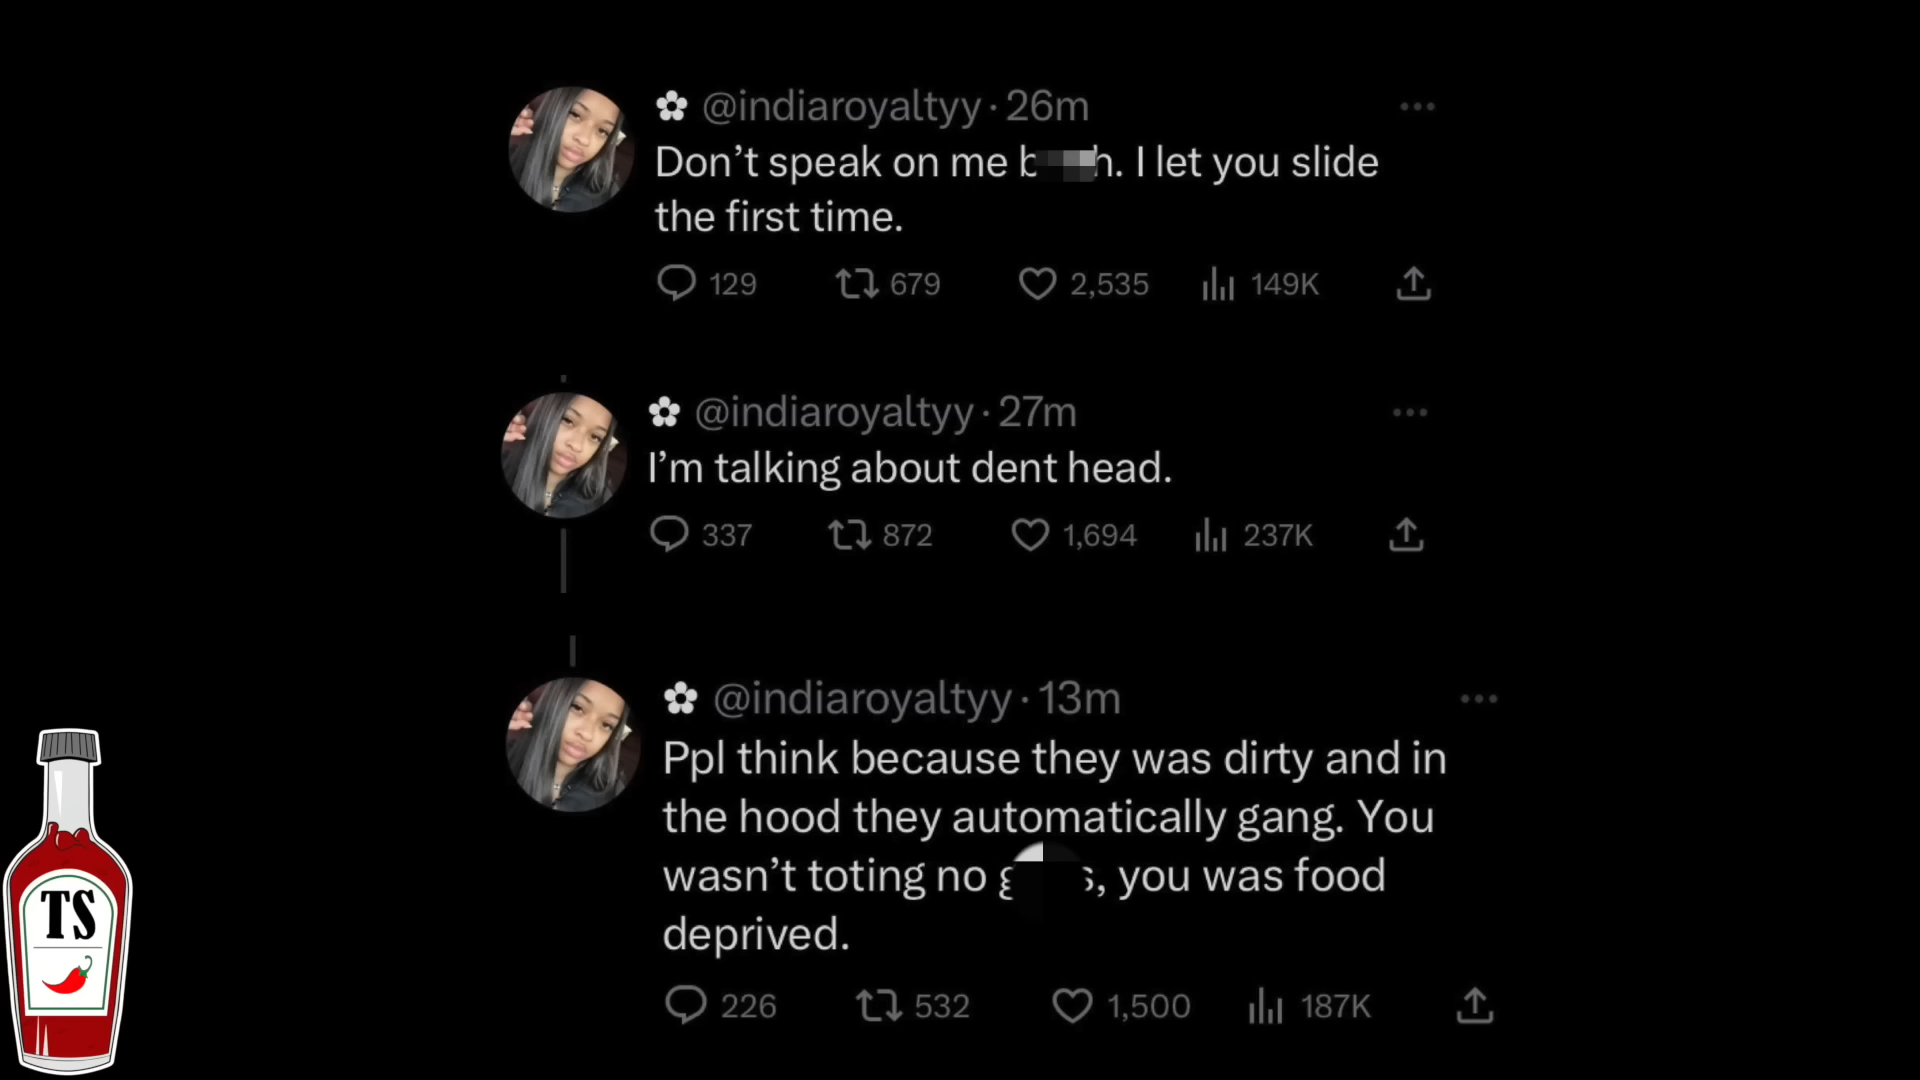 ✿ @indiaroyaltyy · 26m
Don’t speak on me b h. I let you slide
the first time.
129 679 2,535 149K
✿ @indiaroyaltyy · 27m
I’m talking about dent head.
337 872 1,694 237K
✿ @indiaroyaltyy · 13m
Ppl think because they was dirty and in
the hood they automatically gang. You
wasn’t toting no g s, you was food
deprived.
226 532 1,500 187K
TS